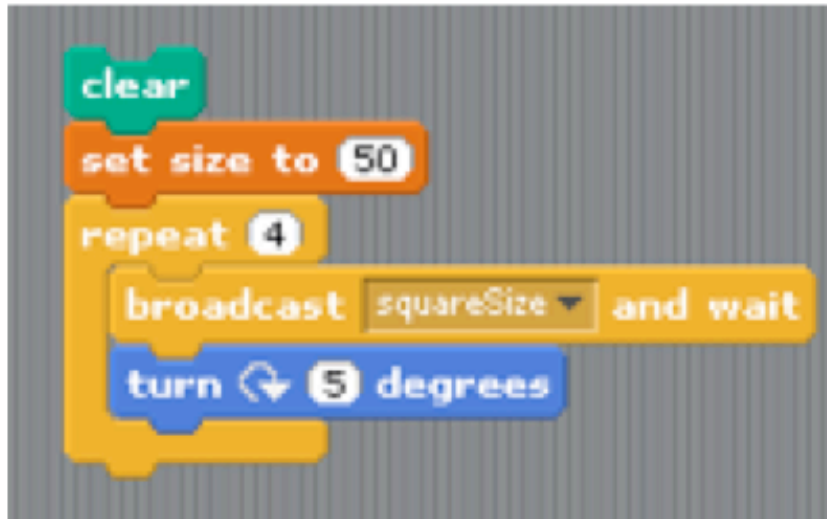 clear
set size to 50
repeat 4
broadcast squareSize and wait
turn 5 degrees